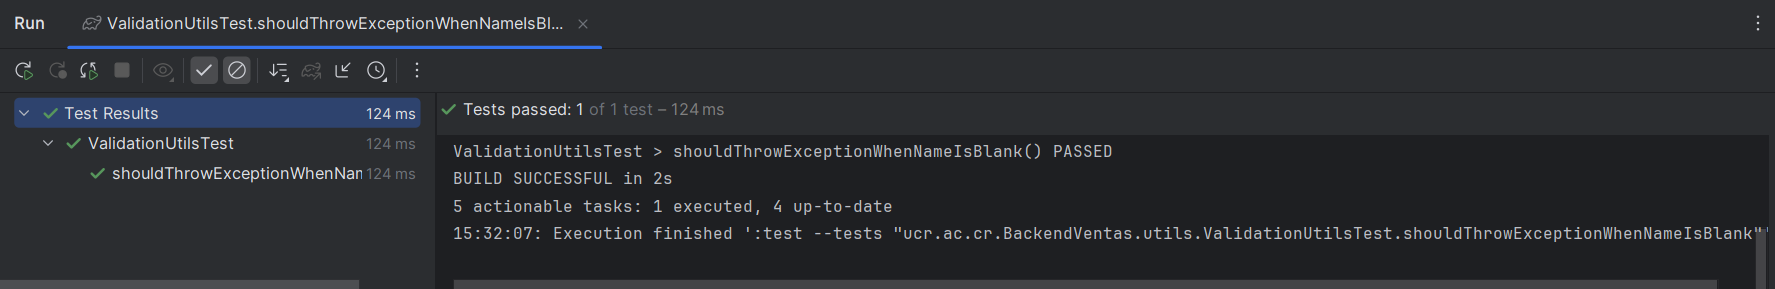 Run
ValidationUtilsTest.shouldThrowExceptionWhenNameIsBl...
Test Results 124 ms
ValidationUtilsTest 124 ms
shouldThrowExceptionWhenNam 124 ms
Tests passed: 1 of 1 test – 124 ms
ValidationUtilsTest > shouldThrowExceptionWhenNameIsBlank() PASSED
BUILD SUCCESSFUL in 2s
5 actionable tasks: 1 executed, 4 up-to-date
15:32:07: Execution finished ':test --tests "ucr.ac.cr.BackendVentas.utils.ValidationUtilsTest.shouldThrowExceptionWhenNameIsBlank"'